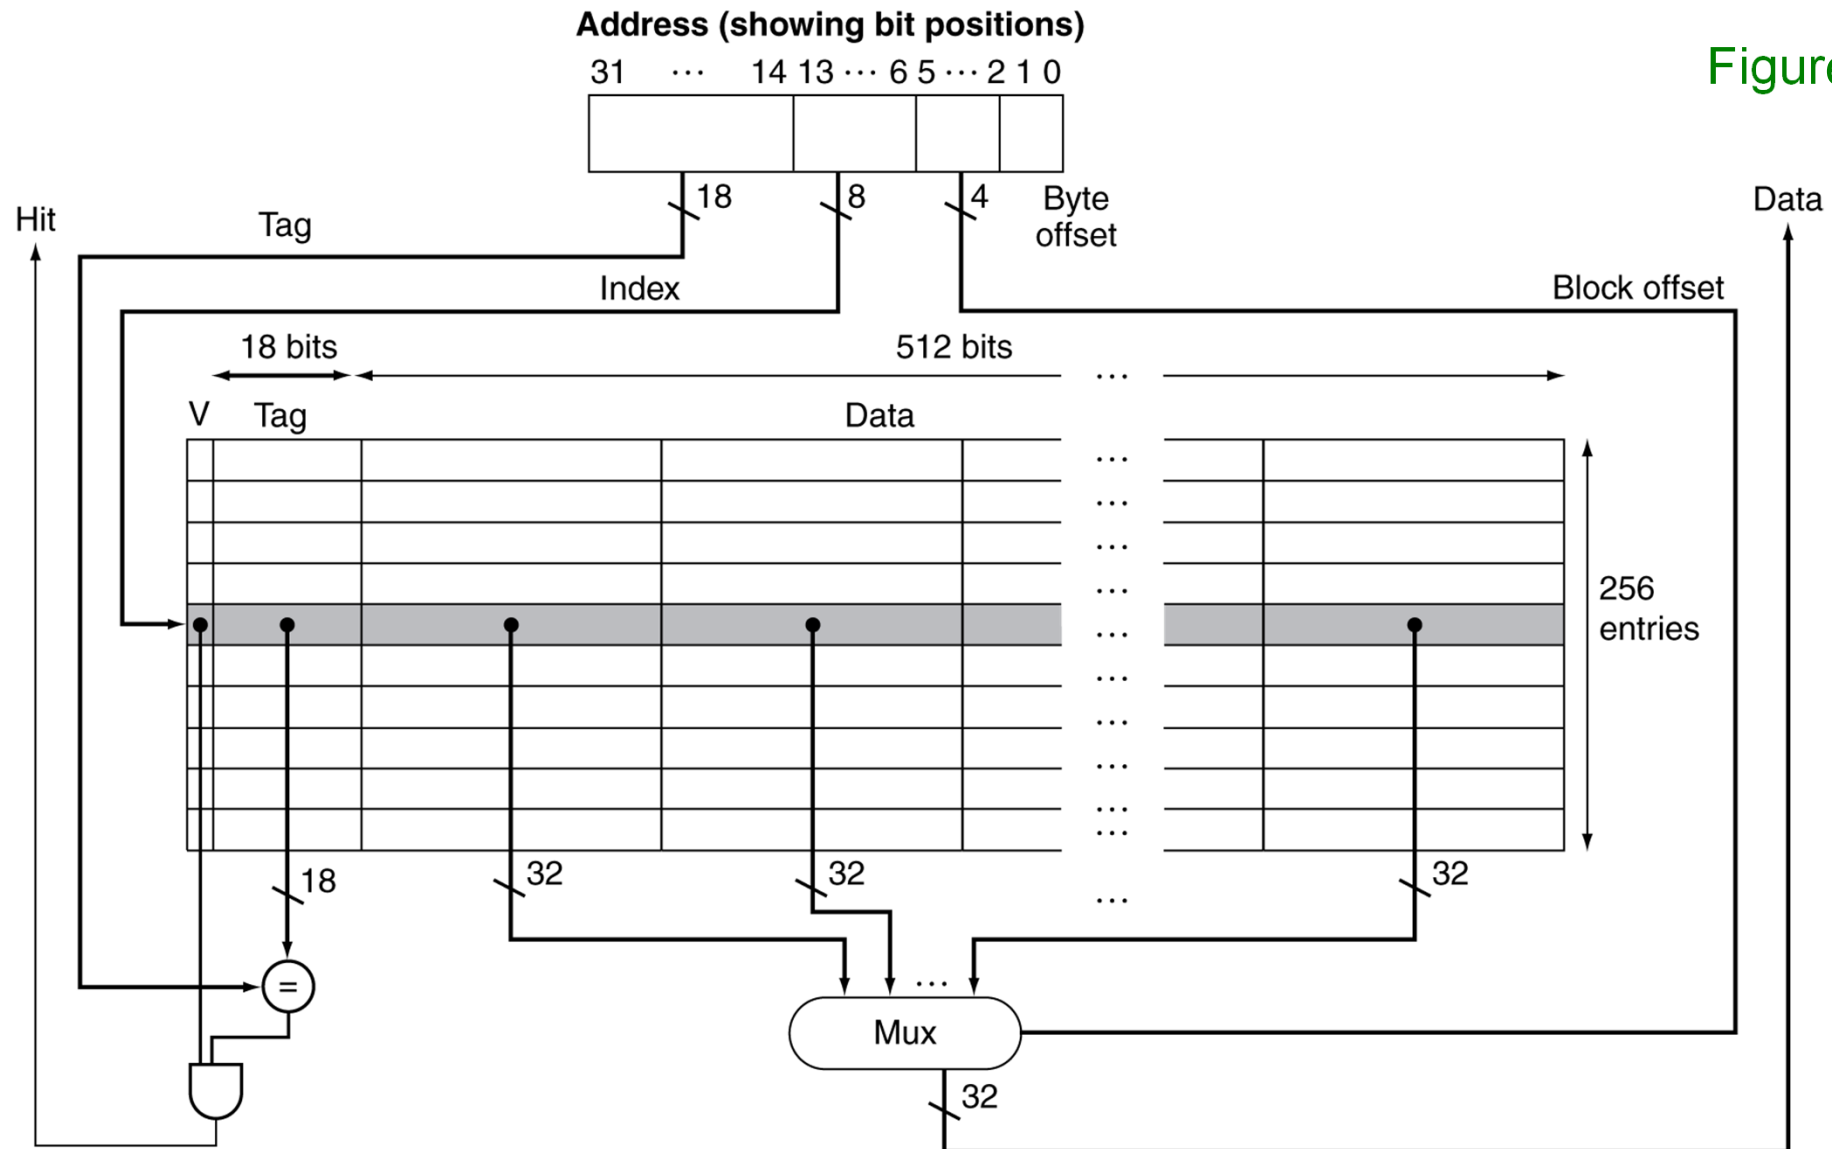 Address (showing bit positions)
31 ... 14 13 ... 6 5 ... 2 1 0
Figure
18
8
4
Byte
offset
Hit
Tag
Data
Index
Block offset
18 bits
512 bits
...
V
Tag
Data
...
...
...
...
...
...
...
...
...
...
256
entries
18
32
32
...
32
=
...
Mux
32